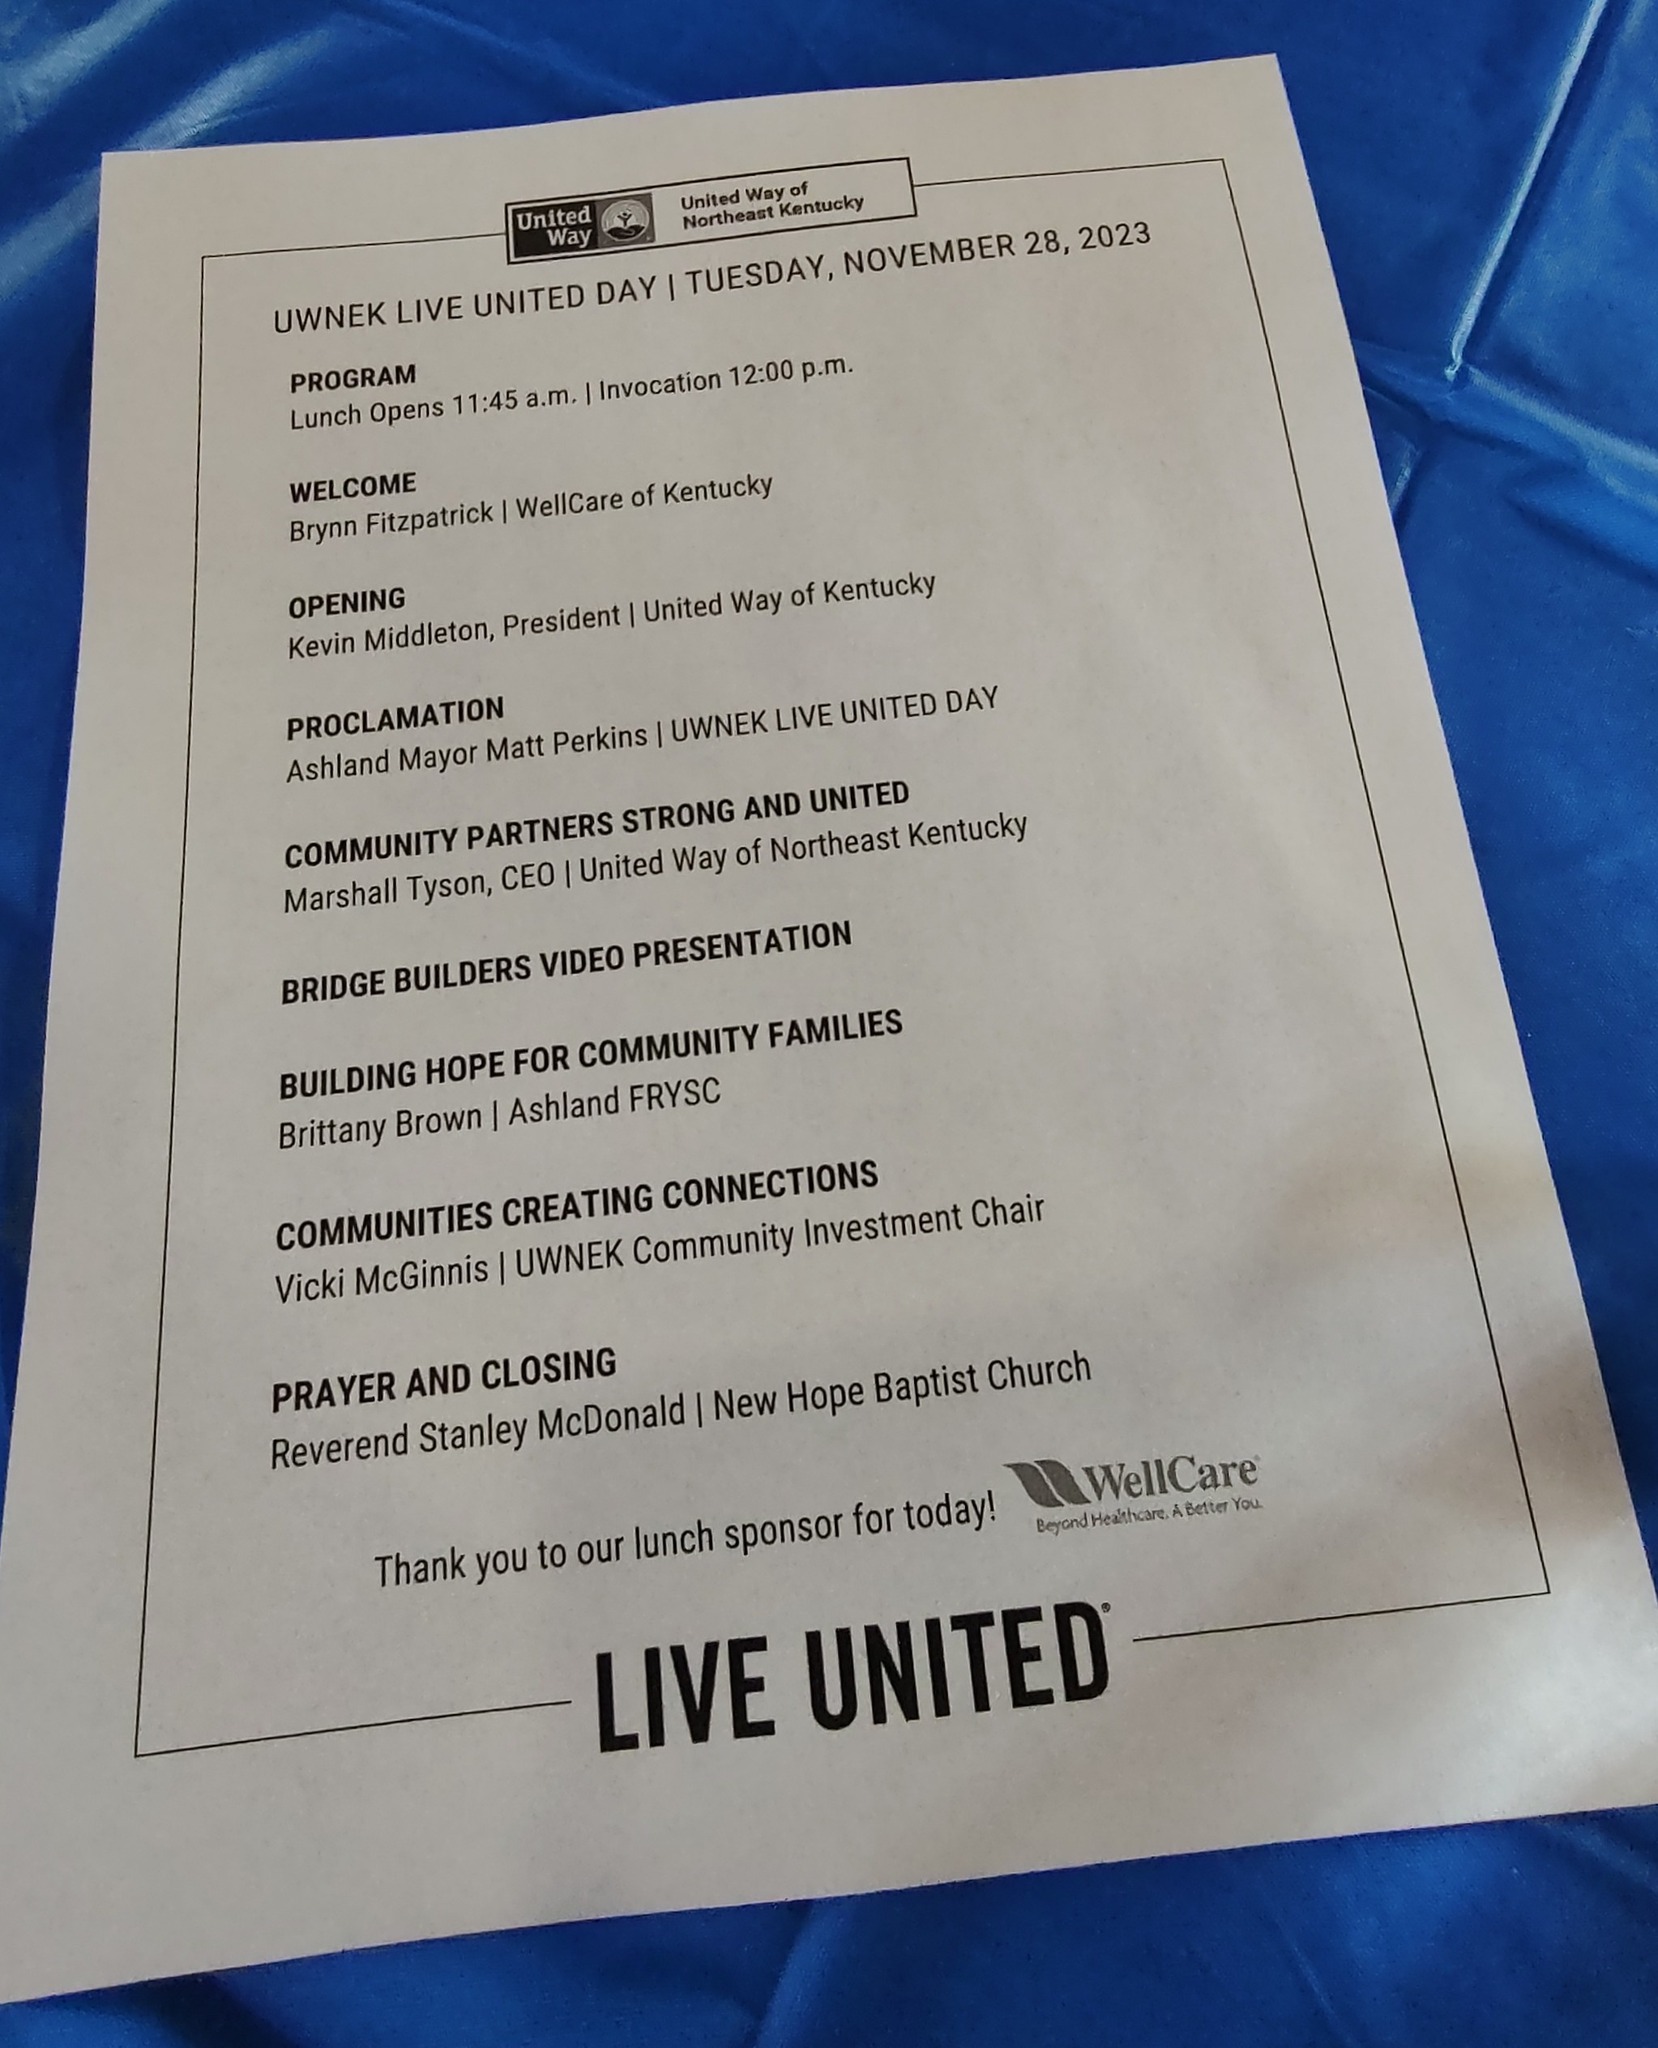 United Way
United Way of
Northeast Kentucky
UWNEK LIVE UNITED DAY | TUESDAY, NOVEMBER 28, 2023
PROGRAM
Lunch Opens 11:45 a.m. | Invocation 12:00 p.m.
WELCOME
Brynn Fitzpatrick | WellCare of Kentucky
OPENING
Kevin Middleton, President | United Way of Kentucky
PROCLAMATION
Ashland Mayor Matt Perkins | UWNEK LIVE UNITED DAY
COMMUNITY PARTNERS STRONG AND UNITED
Marshall Tyson, CEO | United Way of Northeast Kentucky
BRIDGE BUILDERS VIDEO PRESENTATION
BUILDING HOPE FOR COMMUNITY FAMILIES
Brittany Brown | Ashland FRYSC
COMMUNITIES CREATING CONNECTIONS
Vicki McGinnis | UWNEK Community Investment Chair
PRAYER AND CLOSING
Reverend Stanley McDonald | New Hope Baptist Church
Thank you to our lunch sponsor for today!
WellCare
Beyond Healthcare. A Better You.
LIVE UNITED®